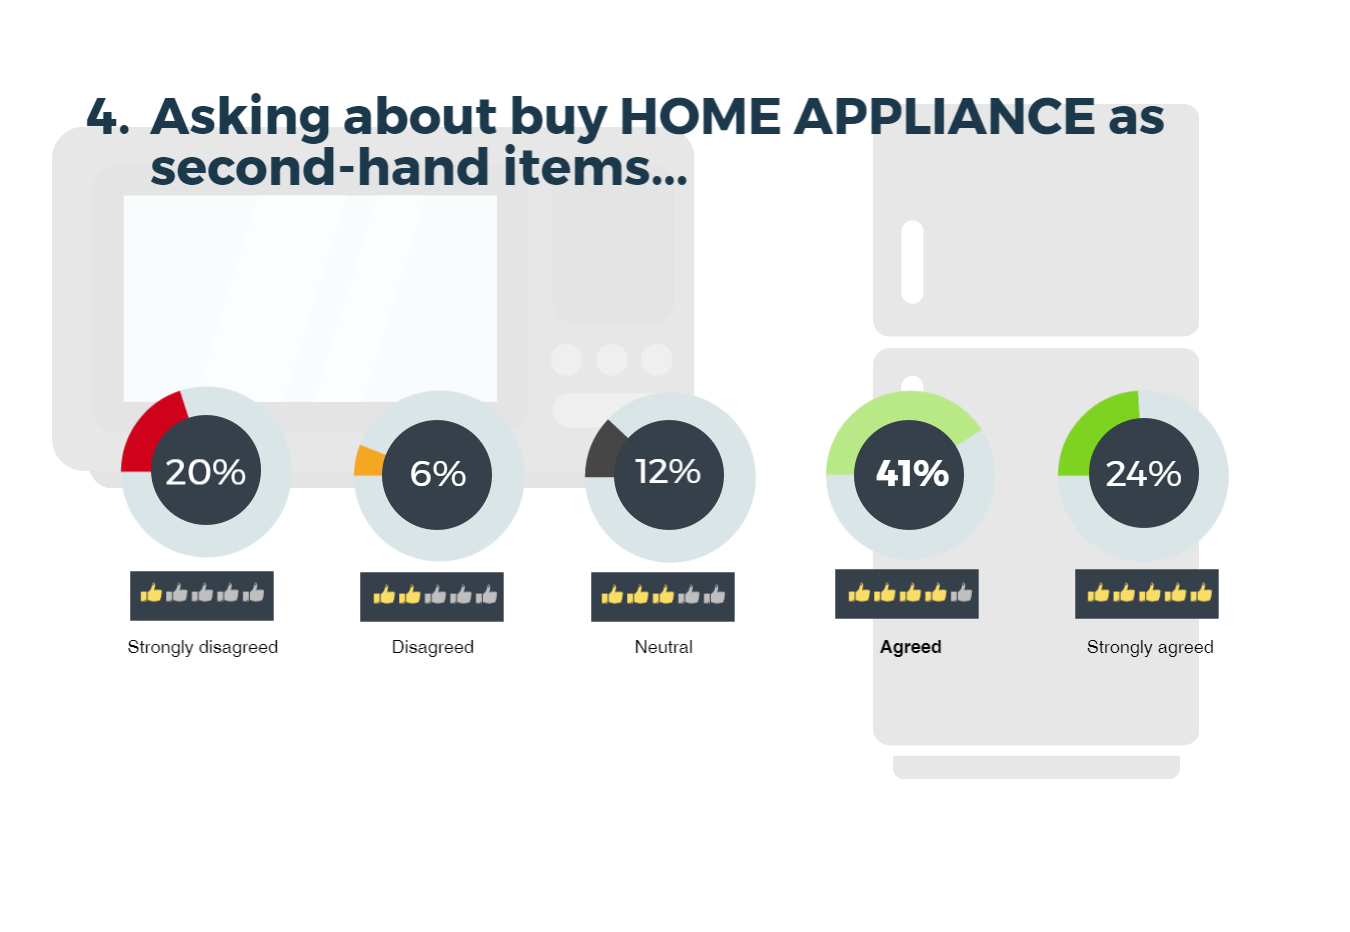 4. Asking about buy HOME APPLIANCE as
second-hand items...
20%
6%
12%
41%
24%
Strongly disagreed
Disagreed
Neutral
Agreed
Strongly agreed